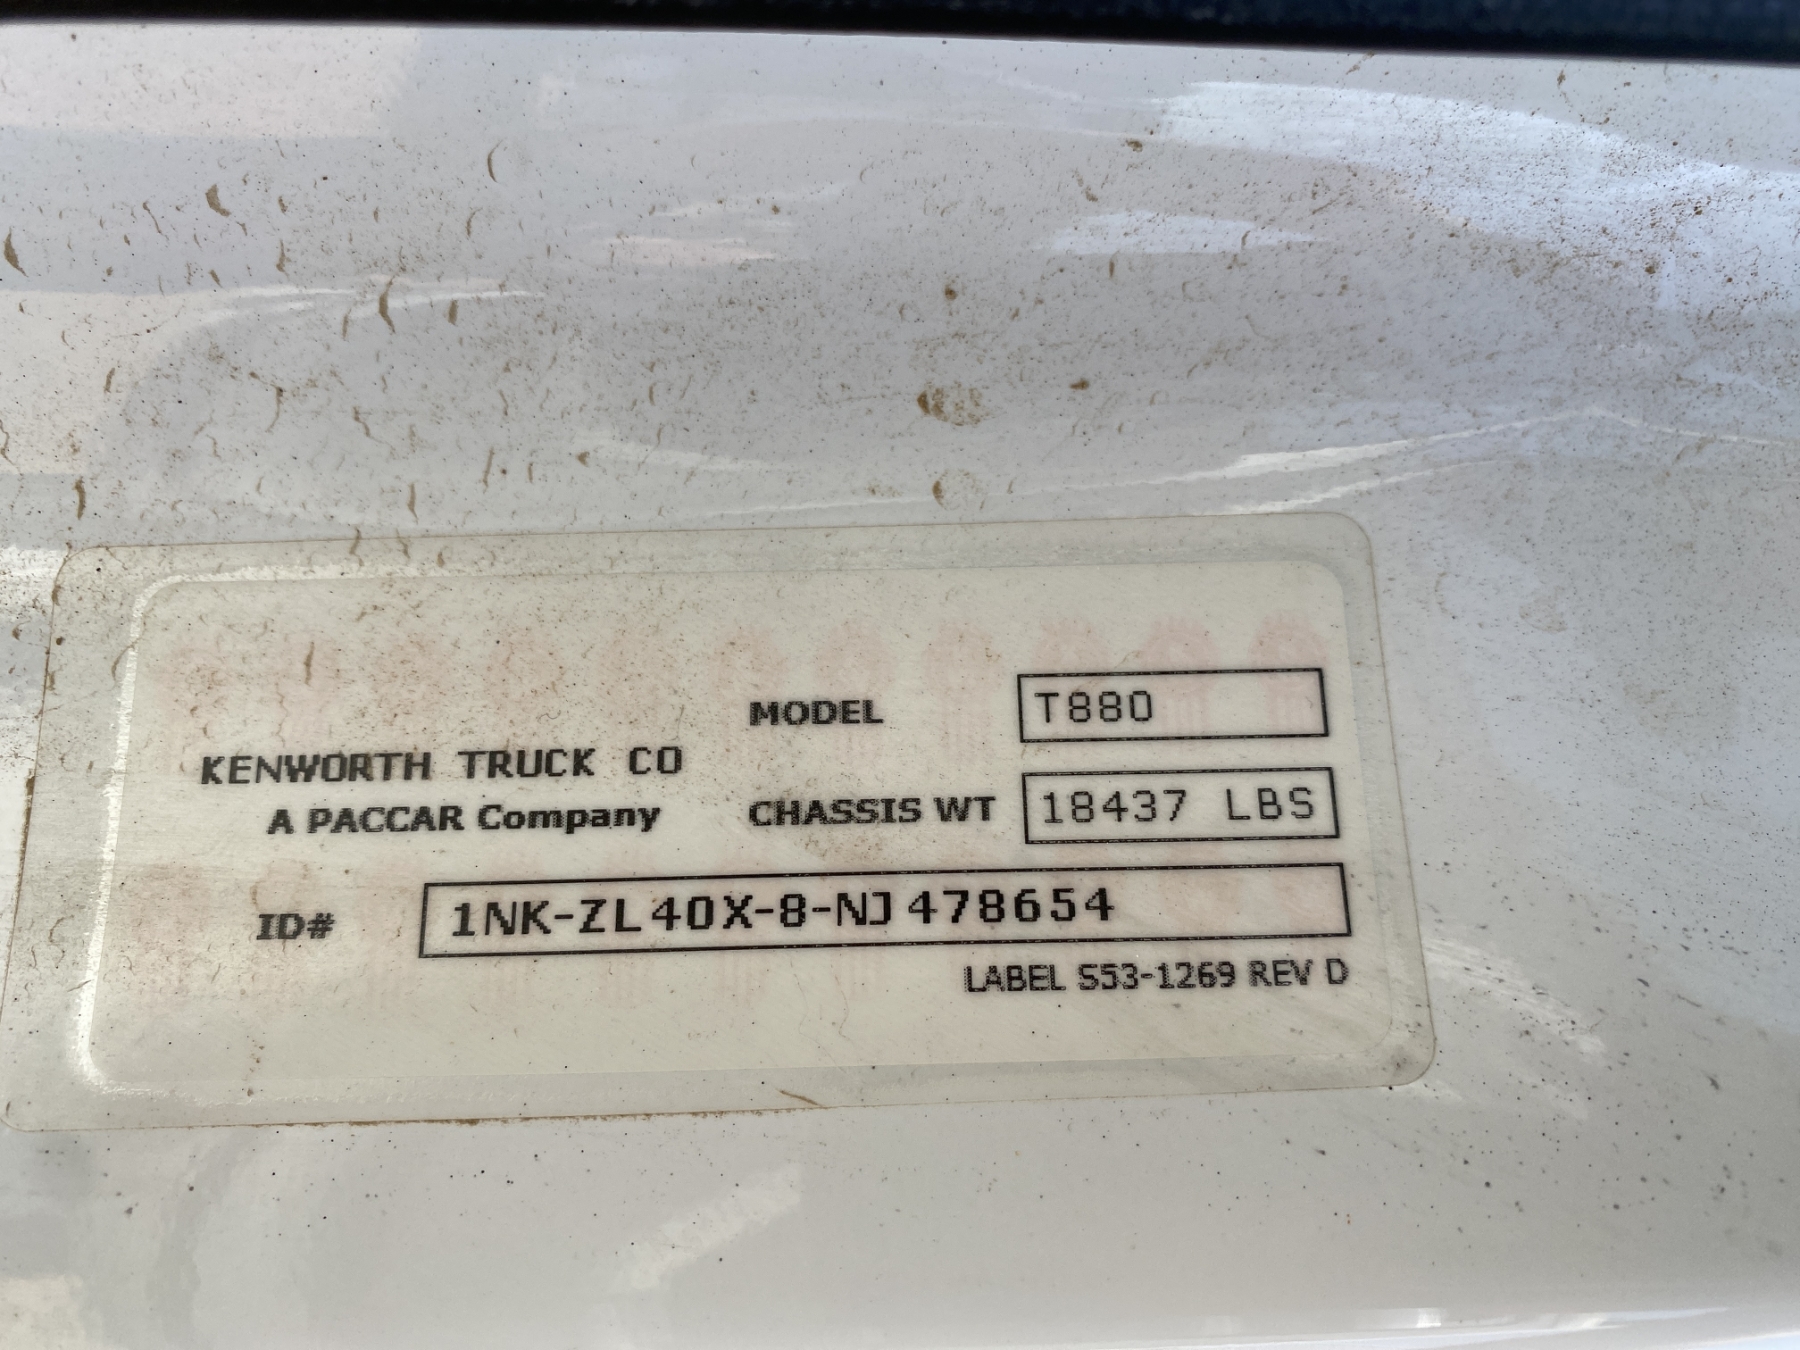 MODEL T880
KENWORTH TRUCK CO
A PACCAR Company
CHASSIS WT 18437 LBS
ID# 1NK-ZL40X-8-NJ478654
LABEL S53-1269 REV D